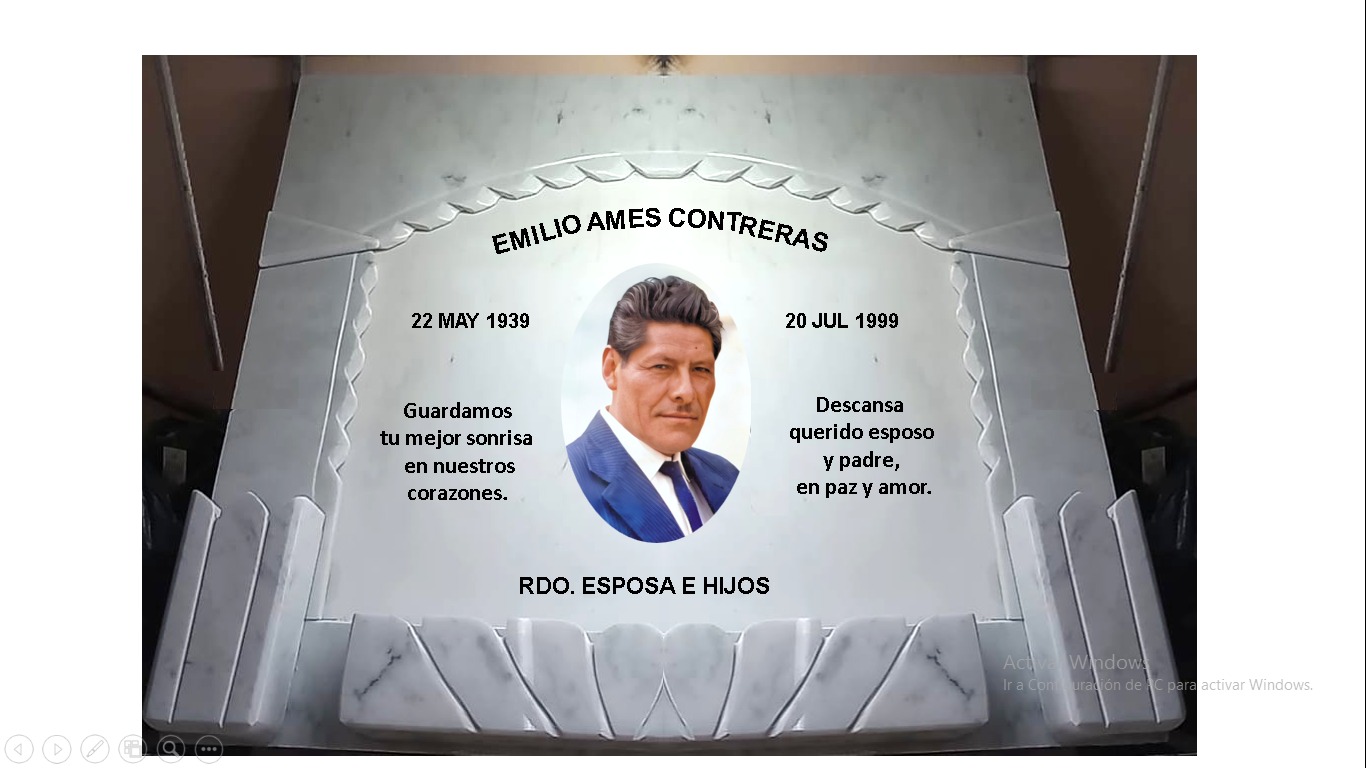 EMILIO AMES CONTRERAS
22 MAY 1939
20 JUL 1999
Guardamos
tu mejor sonrisa
en nuestros
corazones.
Descansa
querido esposo
y padre,
en paz y amor.
RDO. ESPOSA E HIJOS
Activar Windows
Ir a Configuración de PC para activar Windows.